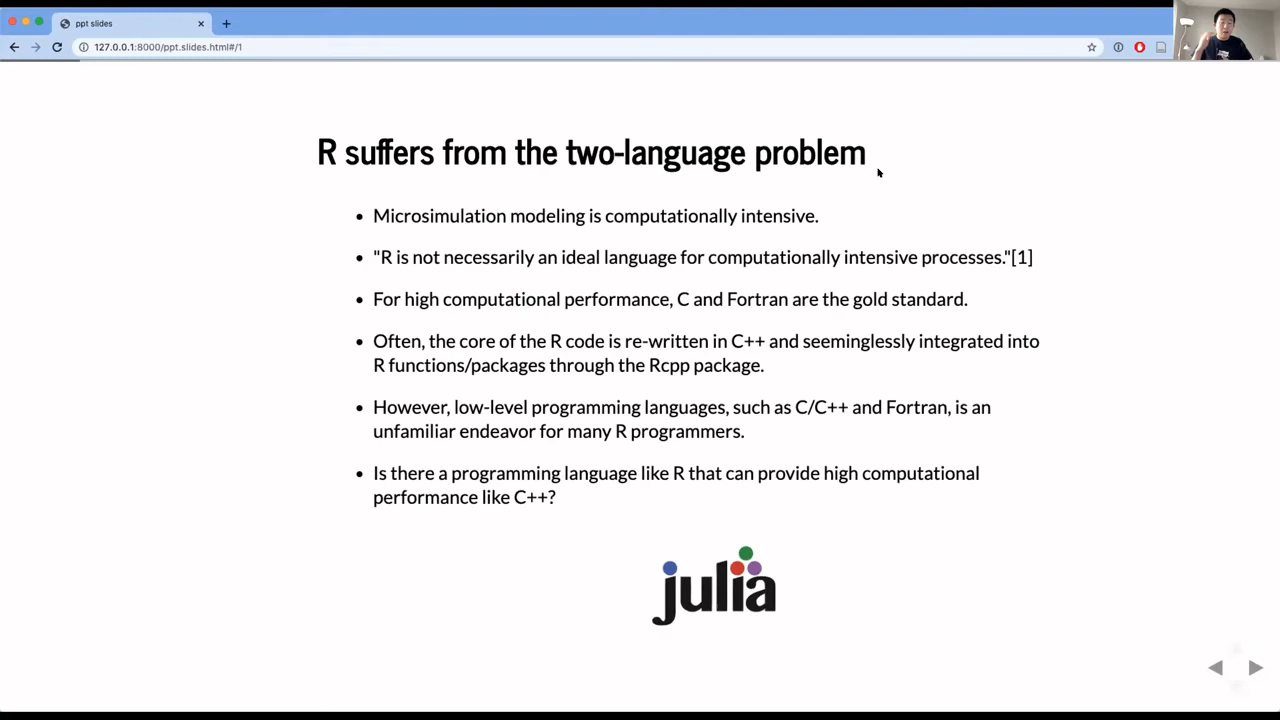 ppt slides
127.0.0.1:8000/ppt.slides.html#/1
R suffers from the two-language problem
• Microsimulation modeling is computationally intensive.
• "R is not necessarily an ideal language for computationally intensive processes."[1]
• For high computational performance, C and Fortran are the gold standard.
• Often, the core of the R code is re-written in C++ and seeminglessly integrated into
R functions/packages through the Rcpp package.
• However, low-level programming languages, such as C/C++ and Fortran, is an
unfamiliar endeavor for many R programmers.
• Is there a programming language like R that can provide high computational
performance like C++?
julia